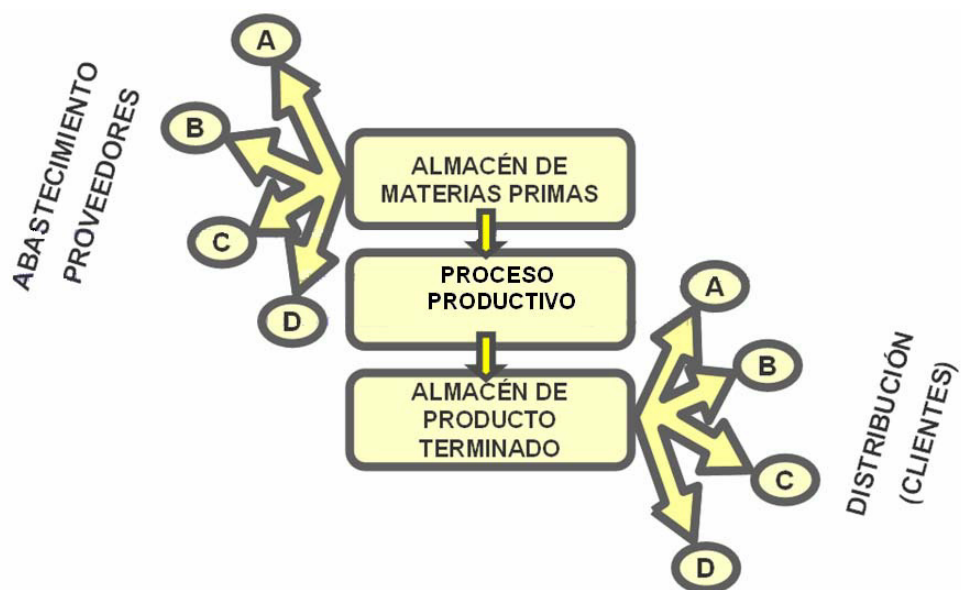 ABASTECIMIENTO
PROVEEDORES
A
B
C
D
ALMACÉN DE
MATERIAS PRIMAS
PROCESO
PRODUCTIVO
ALMACÉN DE
PRODUCTO
TERMINADO
A
B
C
D
DISTRIBUCIÓN
(CLIENTES)